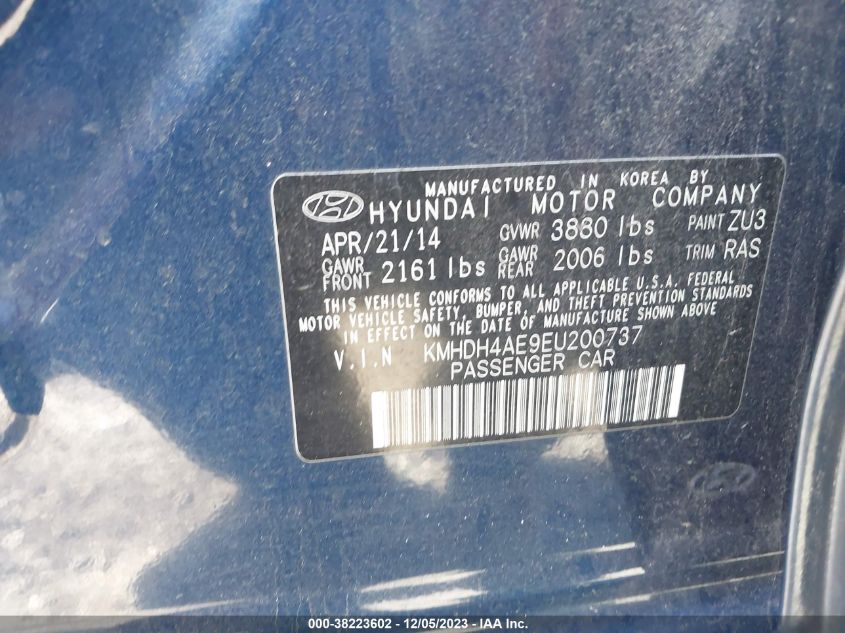 MANUFACTURED IN KOREA BY
HYUNDAI MOTOR COMPANY
APR/21/14 GVWR 3880 lbs PAINT ZU3
GAWR FRONT 2161 lbs GAWR REAR 2006 lbs TRIM RAS
THIS VEHICLE CONFORMS TO ALL APPLICABLE U.S.A. FEDERAL
MOTOR VEHICLE SAFETY, BUMPER, AND THEFT PREVENTION STANDARDS
IN EFFECT ON THE DATE OF MANUFACTURE SHOWN ABOVE
V.I.N KMHDH4AE9EU200737
PASSENGER CAR
000-38223602 - 12/05/2023 - IAA Inc.